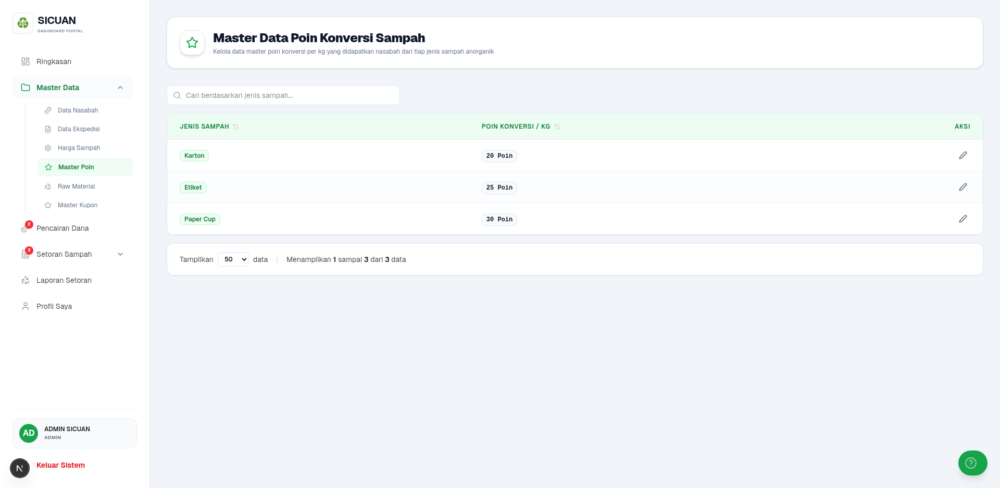 SICUAN
DASHBOARD PORTAL
Ringkasan
Master Data
Data Nasabah
Data Ekspedisi
Harga Sampah
Master Poin
Raw Material
Master Kupon
2
Pencairan Dana
3
Setoran Sampah
Laporan Setoran
Profil Saya
AD
ADMIN SICUAN
ADMIN
N
Keluar Sistem
Master Data Poin Konversi Sampah
Kelola data master poin konversi per kg yang didapatkan nasabah dari tiap jenis sampah anorganik
Cari berdasarkan jenis sampah...
JENIS SAMPAH POIN KONVERSI / KG AKSI
Karton 20 Poin
Etiket 25 Poin
Paper Cup 30 Poin
Tampilkan 50 data | Menampilkan 1 sampai 3 dari 3 data
?